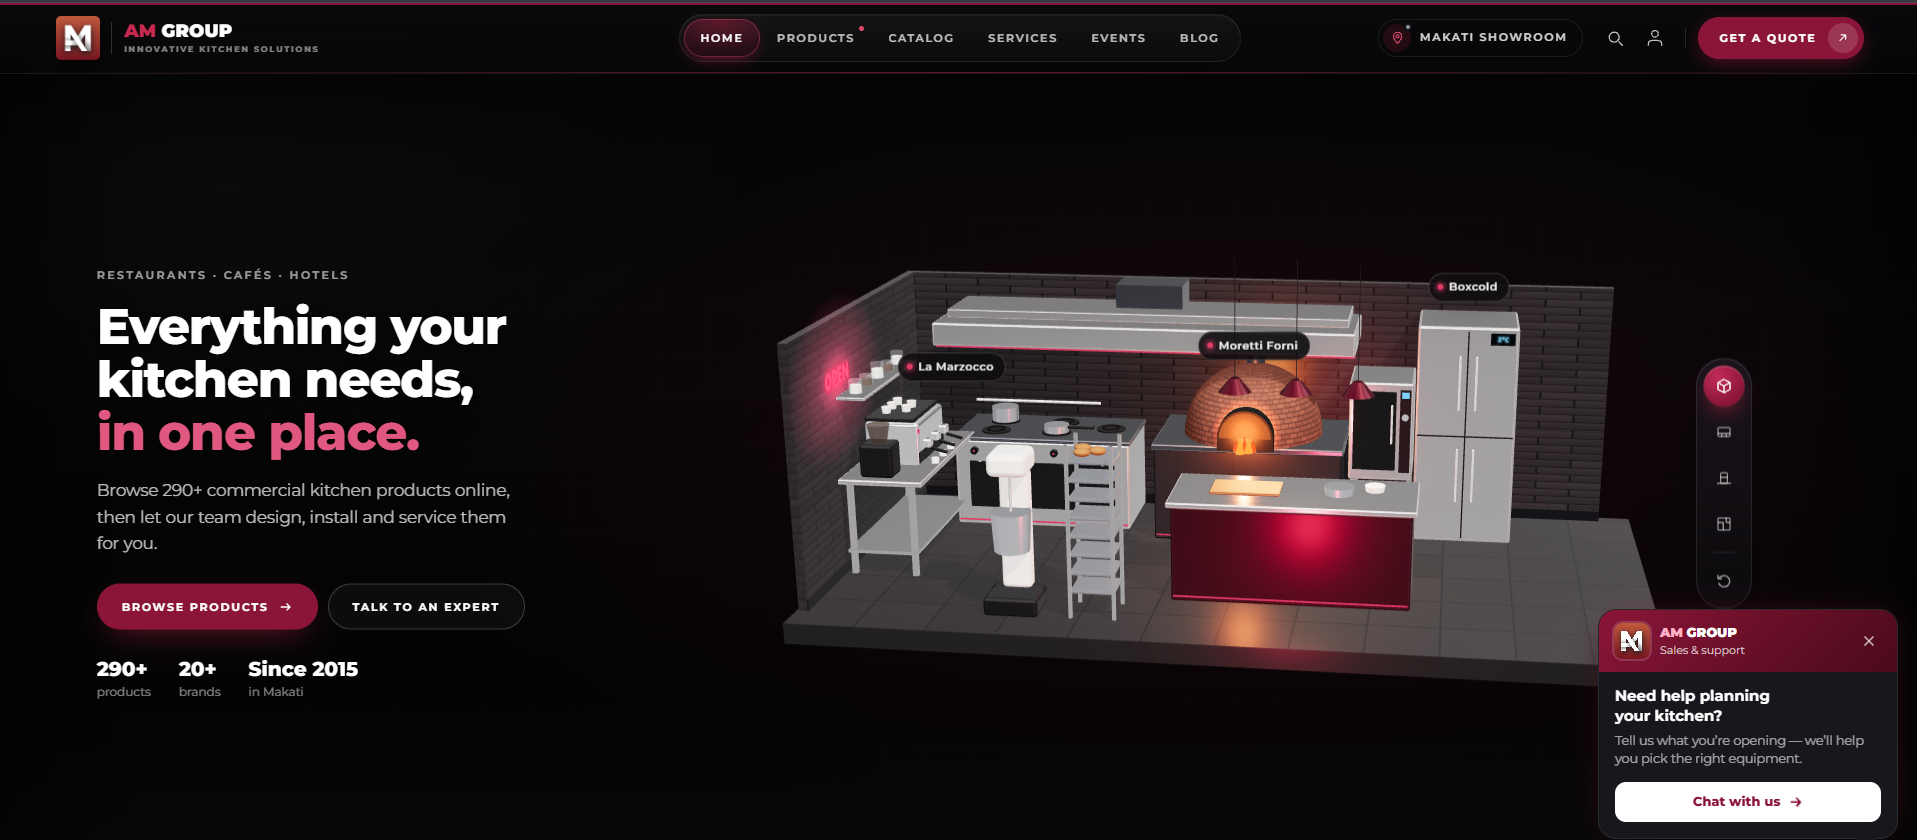 AM GROUP
INNOVATIVE KITCHEN SOLUTIONS
HOME
PRODUCTS
CATALOG
SERVICES
EVENTS
BLOG
MAKATI SHOWROOM
GET A QUOTE
RESTAURANTS · CAFÉS · HOTELS
Everything your
kitchen needs,
in one place.
Browse 290+ commercial kitchen products online,
then let our team design, install and service them
for you.
BROWSE PRODUCTS →
TALK TO AN EXPERT
290+
products
20+
brands
Since 2015
in Makati
OPEN
La Marzocco
Moretti Forni
Boxcold
AM GROUP
Sales & support
Need help planning
your kitchen?
Tell us what you’re opening — we’ll help
you pick the right equipment.
Chat with us →